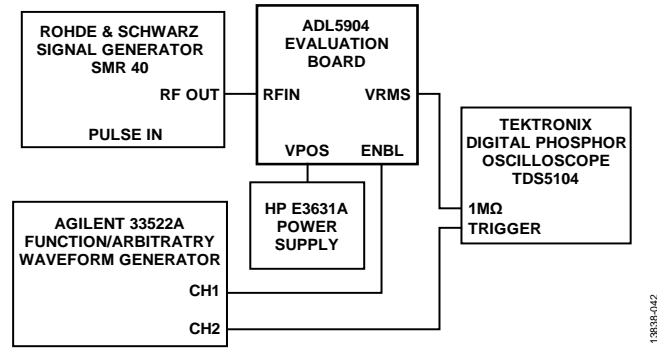 ROHDE & SCHWARZ
SIGNAL GENERATOR
SMR 40
RF OUT
PULSE IN
ADL5904
EVALUATION
BOARD
RFIN
VRMS
VPOS
ENBL
TEKTRONIX
DIGITAL PHOSPHOR
OSCILLOSCOPE
TDS5104
1MΩ
TRIGGER
HP E3631A
POWER
SUPPLY
AGILENT 33522A
FUNCTION/ARBITRATRY
WAVEFORM GENERATOR
CH1
CH2
13838-042